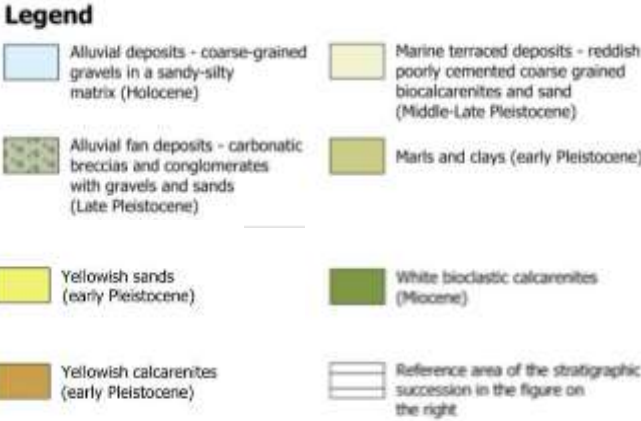 Legend
Alluvial deposits - coarse-grained
gravels in a sandy-silty
matrix (Holocene)
Marine terraced deposits - reddish
poorly cemented coarse grained
biocalcarenites and sand
(Middle-Late Pleistocene)
Alluvial fan deposits - carbonatic
breccias and conglomerates
with gravels and sands
(Late Pleistocene)
Marls and clays (early Pleistocene)
Yellowish sands
(early Pleistocene)
White bioclastic calcarenites
(Miocene)
Yellowish calcarenites
(early Pleistocene)
Reference area of the stratigraphic
succession in the figure on
the right